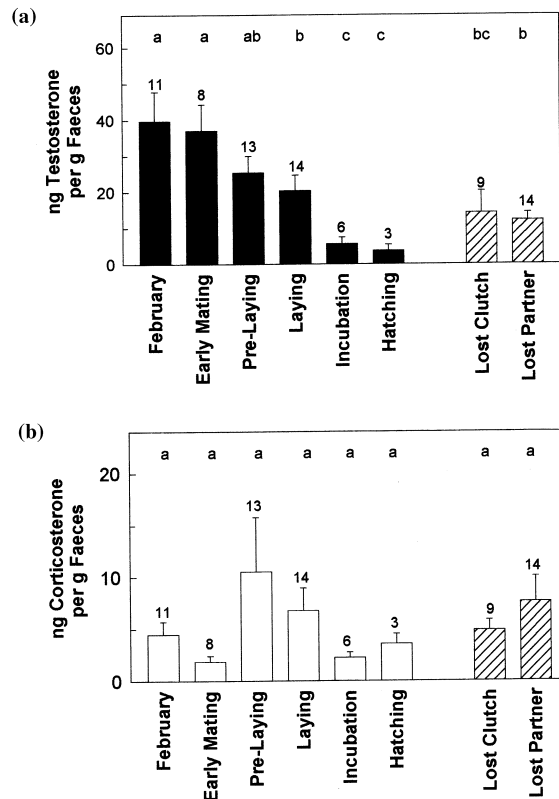 (a)
ng Testosterone
per g Faeces
60
40
20
0
a a ab b c c bc b
11 8 13 14 6 3 9 14
February
Early Mating
Pre-Laying
Laying
Incubation
Hatching
Lost Clutch
Lost Partner
(b)
ng Corticosterone
per g Faeces
20
10
0
a a a a a a a a
11 8 13 14 6 3 9 14
February
Early Mating
Pre-Laying
Laying
Incubation
Hatching
Lost Clutch
Lost Partner